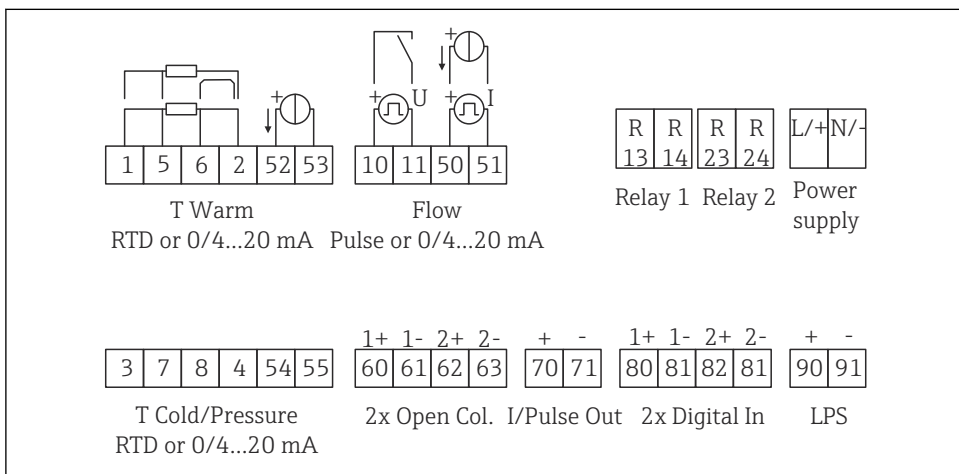 + +
+ + U + I
1 5 6 2 52 53 10 11 50 51
R R R R L/+ N/-
13 14 23 24
T Warm Flow Relay 1 Relay 2 Power
supply
RTD or 0/4...20 mA Pulse or 0/4...20 mA
1+ 1- 2+ 2- + - 1+ 1- 2+ 2- + -
3 7 8 4 54 55 60 61 62 63 70 71 80 81 82 81 90 91
T Cold/Pressure 2x Open Col. I/Pulse Out 2x Digital In LPS
RTD or 0/4...20 mA